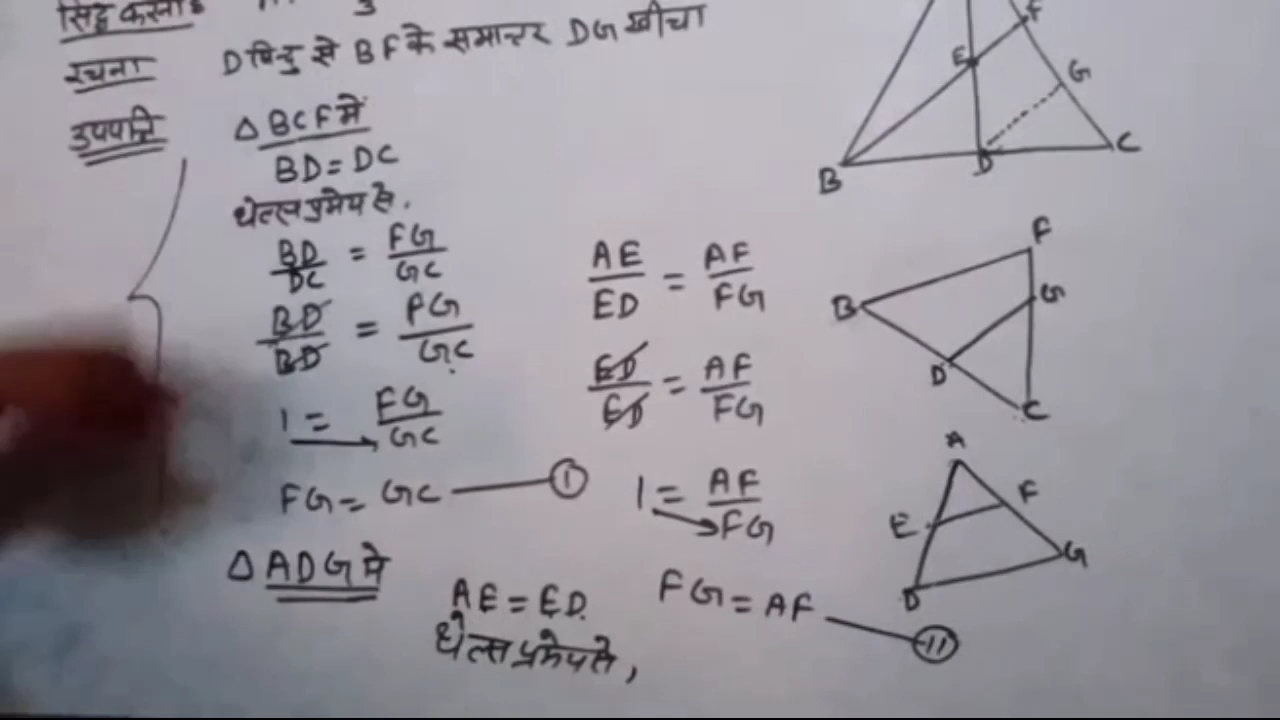 सिद्ध करना
रचना D बिन्दु से BF के समान्तर DG खीचा
उपपत्ति Δ BCF में
BD = DC
थेल्स प्रमेय से,
BD/DC = FG/GC
BD/BD = FG/GC
1 = FG/GC
FG = GC — I
Δ ADG में
AE = ED
थेल्स प्रमेय से,
AE/ED = AF/FG
ED/ED = AF/FG
1 = AF/FG
FG = AF — II
F
E
G
B
D
C
F
B
G
D
C
A
F
E
G
D